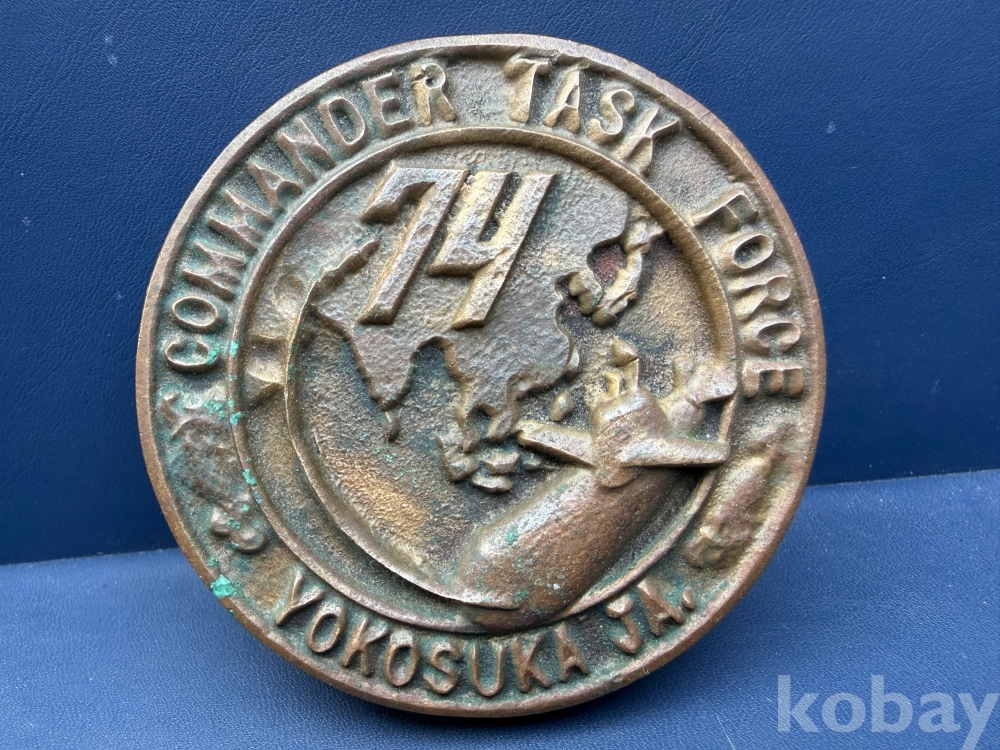 COMMANDER TASK FORCE
74
YOKOSUKA JA.
kobay